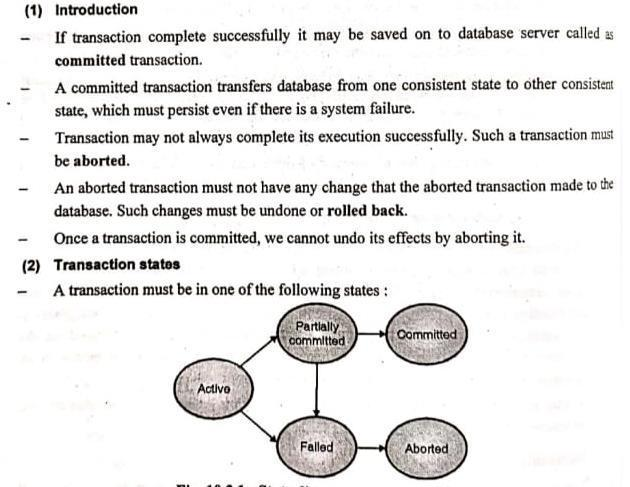 (1) Introduction
– If transaction complete successfully it may be saved on to database server called as
committed transaction.
– A committed transaction transfers database from one consistent state to other consistent
state, which must persist even if there is a system failure.
– Transaction may not always complete its execution successfully. Such a transaction must
be aborted.
– An aborted transaction must not have any change that the aborted transaction made to the
database. Such changes must be undone or rolled back.
– Once a transaction is committed, we cannot undo its effects by aborting it.
(2) Transaction states
– A transaction must be in one of the following states :
Partially
committed
Committed
Active
Failed
Aborted